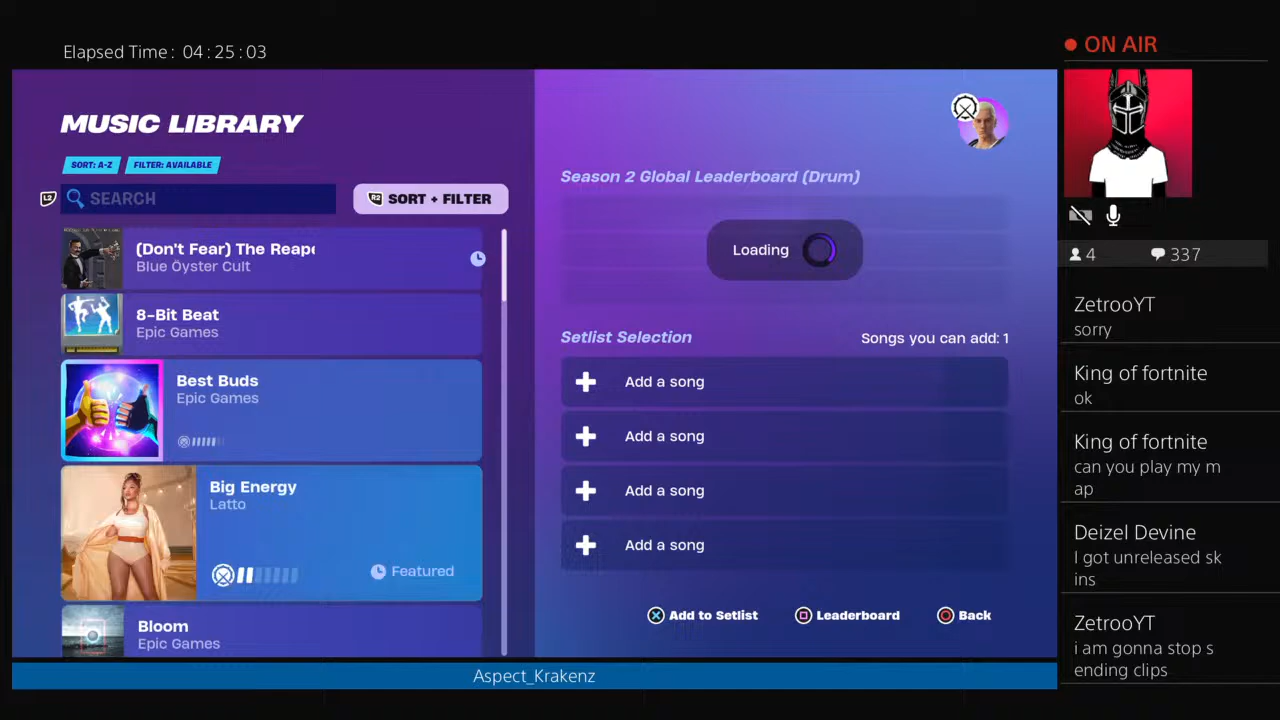 Elapsed Time: 04:25:03
ON AIR
MUSIC LIBRARY
SORT: A-Z
FILTER: AVAILABLE
L2
SEARCH
R2 SORT + FILTER
(Don't Fear) The Reape
Blue Öyster Cult
8-Bit Beat
Epic Games
Best Buds
Epic Games
Big Energy
Latto
Featured
Bloom
Epic Games
Season 2 Global Leaderboard (Drum)
Loading
Setlist Selection
Songs you can add: 1
Add a song
Add a song
Add a song
Add a song
Add to Setlist
Leaderboard
Back
Aspect_Krakenz
4
337
ZetrooYT
sorry
King of fortnite
ok
King of fortnite
can you play my m
ap
Deizel Devine
I got unreleased sk
ins
ZetrooYT
i am gonna stop s
ending clips